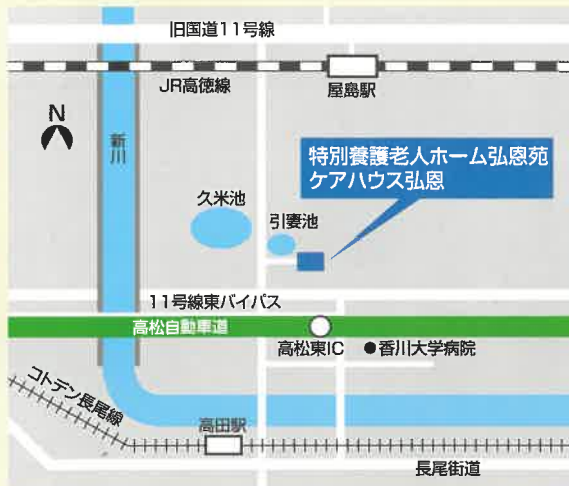 旧国道11号線
JR高徳線
屋島駅
N
新川
特別養護老人ホーム弘恩苑
ケアハウス弘恩
久米池
引妻池
11号線東バイパス
高松自動車道
高松東IC
●香川大学病院
コトデン長尾線
高田駅
長尾街道